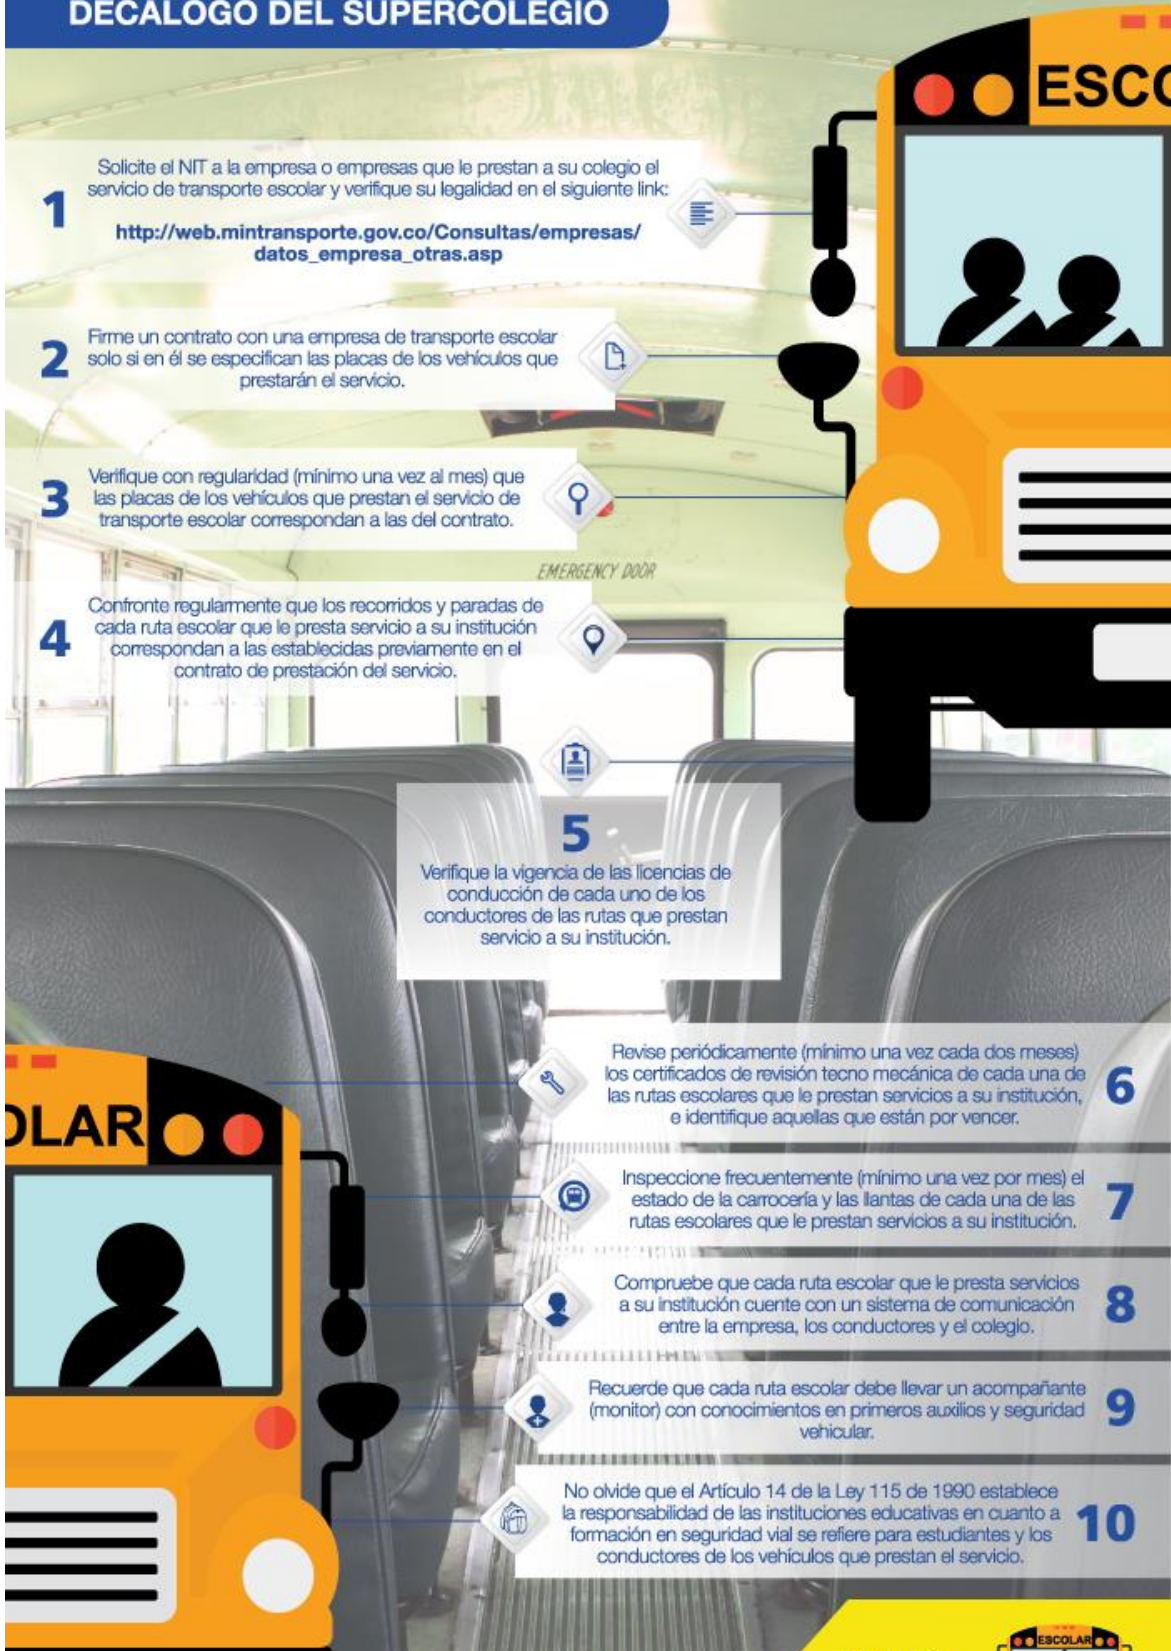 DECÁLOGO DEL SUPERCOLEGIO
ESCO
1
Solicite el NIT a la empresa o empresas que le prestan a su colegio el
servicio de transporte escolar y verifique su legalidad en el siguiente link:
http://web.mintransporte.gov.co/Consultas/empresas/
datos_empresa_otras.asp
2
Firme un contrato con una empresa de transporte escolar
solo si en él se especifican las placas de los vehículos que
prestarán el servicio.
3
Verifique con regularidad (mínimo una vez al mes) que
las placas de los vehículos que prestan el servicio de
transporte escolar correspondan a las del contrato.
EMERGENCY DOOR
4
Confronte regularmente que los recorridos y paradas de
cada ruta escolar que le presta servicio a su institución
correspondan a las establecidas previamente en el
contrato de prestación del servicio.
5
Verifique la vigencia de las licencias de
conducción de cada uno de los
conductores de las rutas que prestan
servicio a su institución.
OLAR
6
Revise periódicamente (mínimo una vez cada dos meses)
los certificados de revisión tecno mecánica de cada una de
las rutas escolares que le prestan servicios a su institución,
e identifique aquellas que están por vencer.
7
Inspeccione frecuentemente (mínimo una vez por mes) el
estado de la carrocería y las llantas de cada una de las
rutas escolares que le prestan servicios a su institución.
8
Compruebe que cada ruta escolar que le presta servicios
a su institución cuente con un sistema de comunicación
entre la empresa, los conductores y el colegio.
9
Recuerde que cada ruta escolar debe llevar un acompañante
(monitor) con conocimientos en primeros auxilios y seguridad
vehicular.
10
No olvide que el Artículo 14 de la Ley 115 de 1990 establece
la responsabilidad de las instituciones educativas en cuanto a
formación en seguridad vial se refiere para estudiantes y los
conductores de los vehículos que prestan el servicio.
ESCOLAR